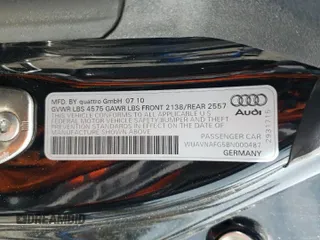 MFD. BY quattro GmbH 07 10
GVWR LBS 4575 GAWR LBS FRONT 2138/REAR 2557
THIS VEHICLE CONFORMS TO ALL APPLICABLE U.S.
FEDERAL MOTOR VEHICLE SAFETY, BUMPER AND THEFT
PREVENTION STANDARDS IN EFFECT ON THE DATE OF
MANUFACTURE SHOWN ABOVE.
Audi
PASSENGER CAR
WUAVNAFG6BN000487
GERMANY
DREAMBID